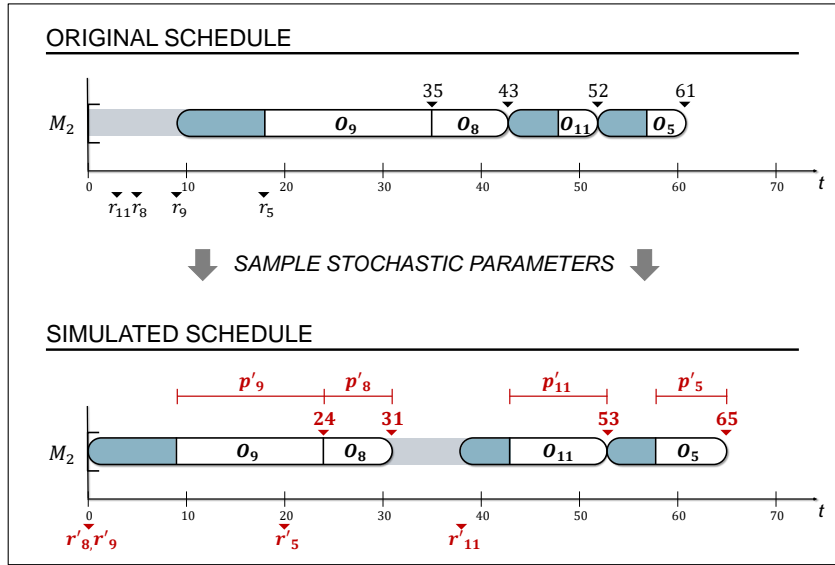 ORIGINAL SCHEDULE
35 43 52 61
M₂ O₉ O₈ O₁₁ O₅
0 10 20 30 40 50 60 70 t
r₁₁ r₈ r₉ r₅
SAMPLE STOCHASTIC PARAMETERS
SIMULATED SCHEDULE
p′₉ p′₈ p′₁₁ p′₅
24 31 53 65
M₂ O₉ O₈ O₁₁ O₅
0 10 20 30 40 50 60 70 t
r′₈,r′₉ r′₅ r′₁₁